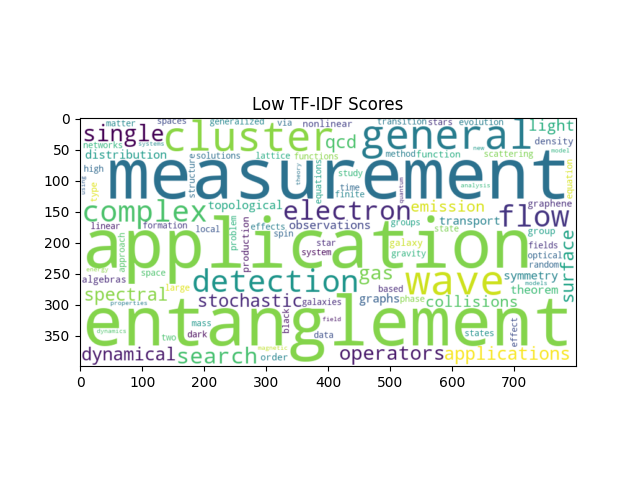 Low TF-IDF Scores
0
matter
spaces
generalized
via
nonlinear
transition
stars
evolution
single
cluster
general
light
networks
systems
qcd
density
50
distribution
solutions
lattice
functions
method
function
scattering
new
model
high
structure
theory
equations
study
quantum
analysis
equation
measurement
using
type
time
finite
100
complex
topological
electron
emission
graphene
150
linear
formation
local
effects
observations
groups
transport
flow
state
group
application
approach
problem
production
star
system
galaxy
gravity
fields
optical
random
200
energy
space
algebras
detection
gas
wave
symmetry
models
surface
250
large
based
theorem
spectral
properties
stochastic
galaxies
graphs
phase
collisions
300
entanglement
dynamics
mass
dark
two
black
field
data
states
effect
350
magnetic
dynamical
search
order
operators
applications
0
100
200
300
400
500
600
700